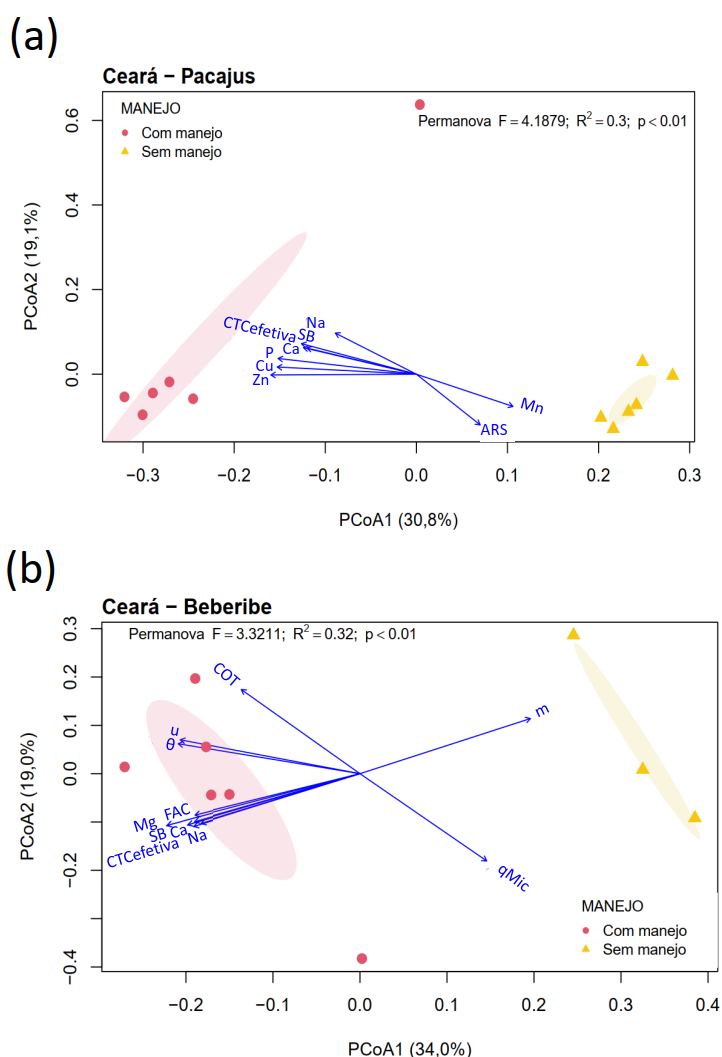 (a)
Ceará – Pacajus
MANEJO
Com manejo
Sem manejo
Permanova F = 4.1879; R² = 0.3; p < 0.01
PCoA2 (19,1%)
0.6
0.4
0.2
0.0
CTCefetiva
SB
Na
P
Ca
Cu
Zn
Mn
ARS
−0.3
−0.2
−0.1
0.0
0.1
0.2
0.3
PCoA1 (30,8%)
(b)
Ceará – Beberibe
Permanova F = 3.3211; R² = 0.32; p < 0.01
PCoA2 (19,0%)
0.3
0.2
0.1
0.0
−0.2
−0.4
COT
u
θ
m
Mg
FAC
SB
Ca
Na
CTCefetiva
qMic
MANEJO
Com manejo
Sem manejo
−0.2
−0.1
0.0
0.1
0.2
0.3
0.4
PCoA1 (34,0%)